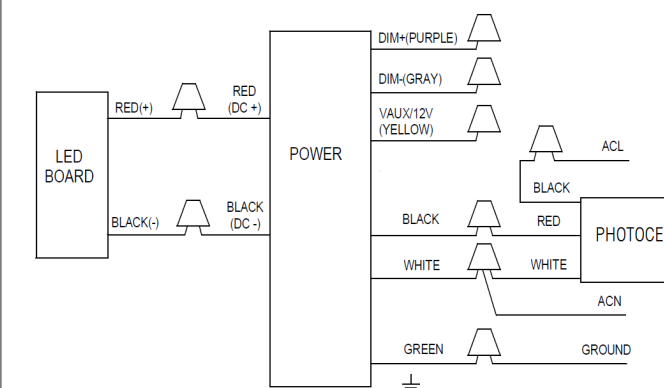 DIM+(PURPLE)
DIM-(GRAY)
VAUX/12V
(YELLOW)
RED(+)
RED
(DC +)
LED
BOARD
POWER
BLACK(-)
BLACK
(DC -)
ACL
BLACK
BLACK
RED
PHOTOCE
WHITE
WHITE
ACN
GREEN
GROUND